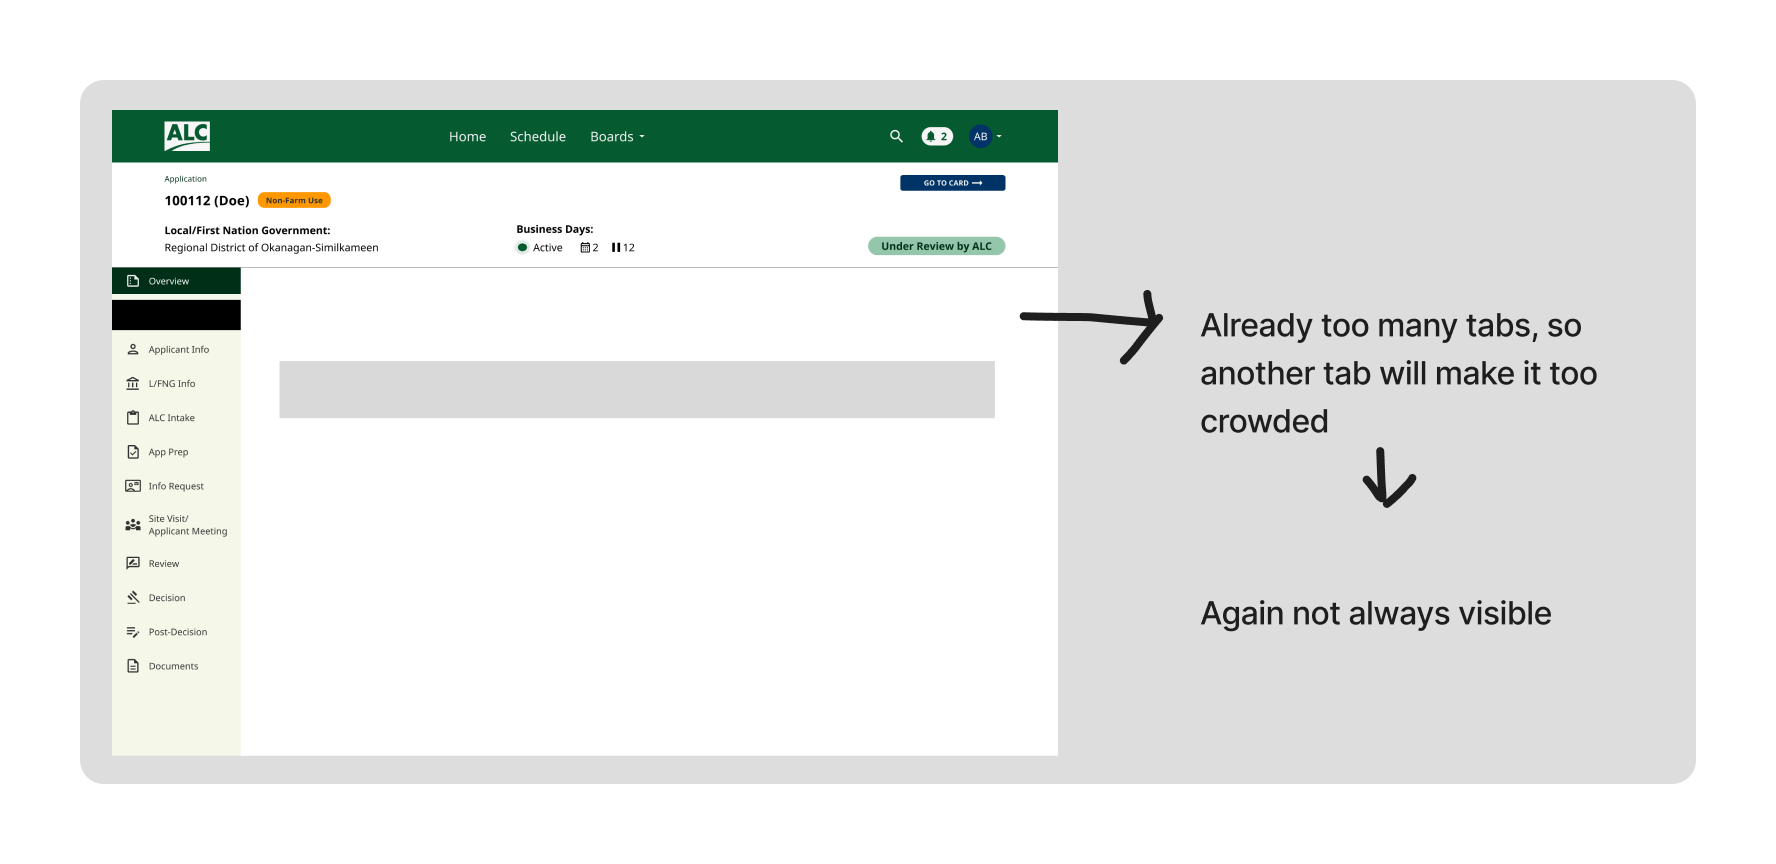 ALC
Home Schedule Boards
2
AB
Application
100112 (Doe) Non-Farm Use
GO TO CARD
Local/First Nation Government:
Regional District of Okanagan-Similkameen
Business Days:
Active 2 12
Under Review by ALC
Overview
Applicant Info
L/FNG Info
ALC Intake
App Prep
Info Request
Site Visit/
Applicant Meeting
Review
Decision
Post-Decision
Documents
Already too many tabs, so
another tab will make it too
crowded
Again not always visible